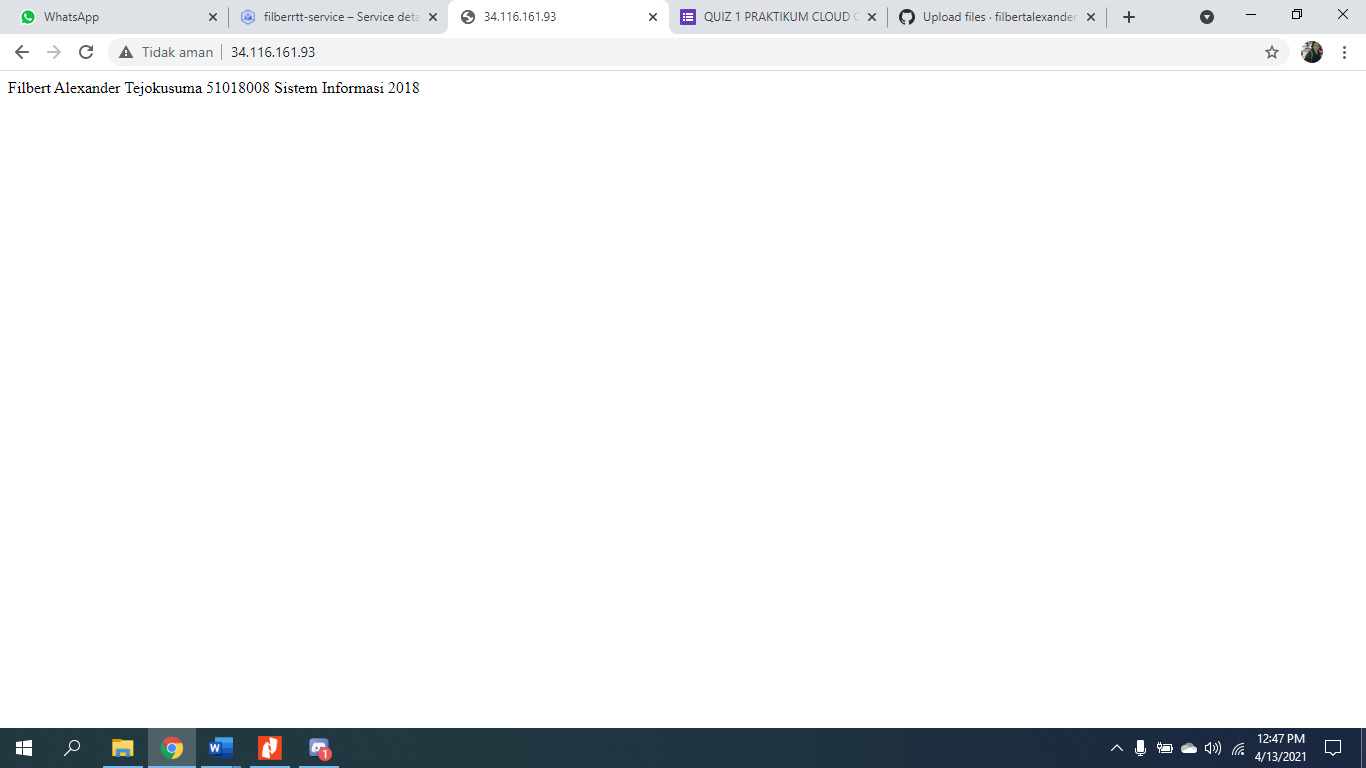 WhatsApp
filberrtt-service – Service deta
34.116.161.93
QUIZ 1 PRAKTIKUM CLOUD
Upload files · filbertalexander
Tidak aman
34.116.161.93
Filbert Alexander Tejokusuma 51018008 Sistem Informasi 2018
W
1
12:47 PM
4/13/2021